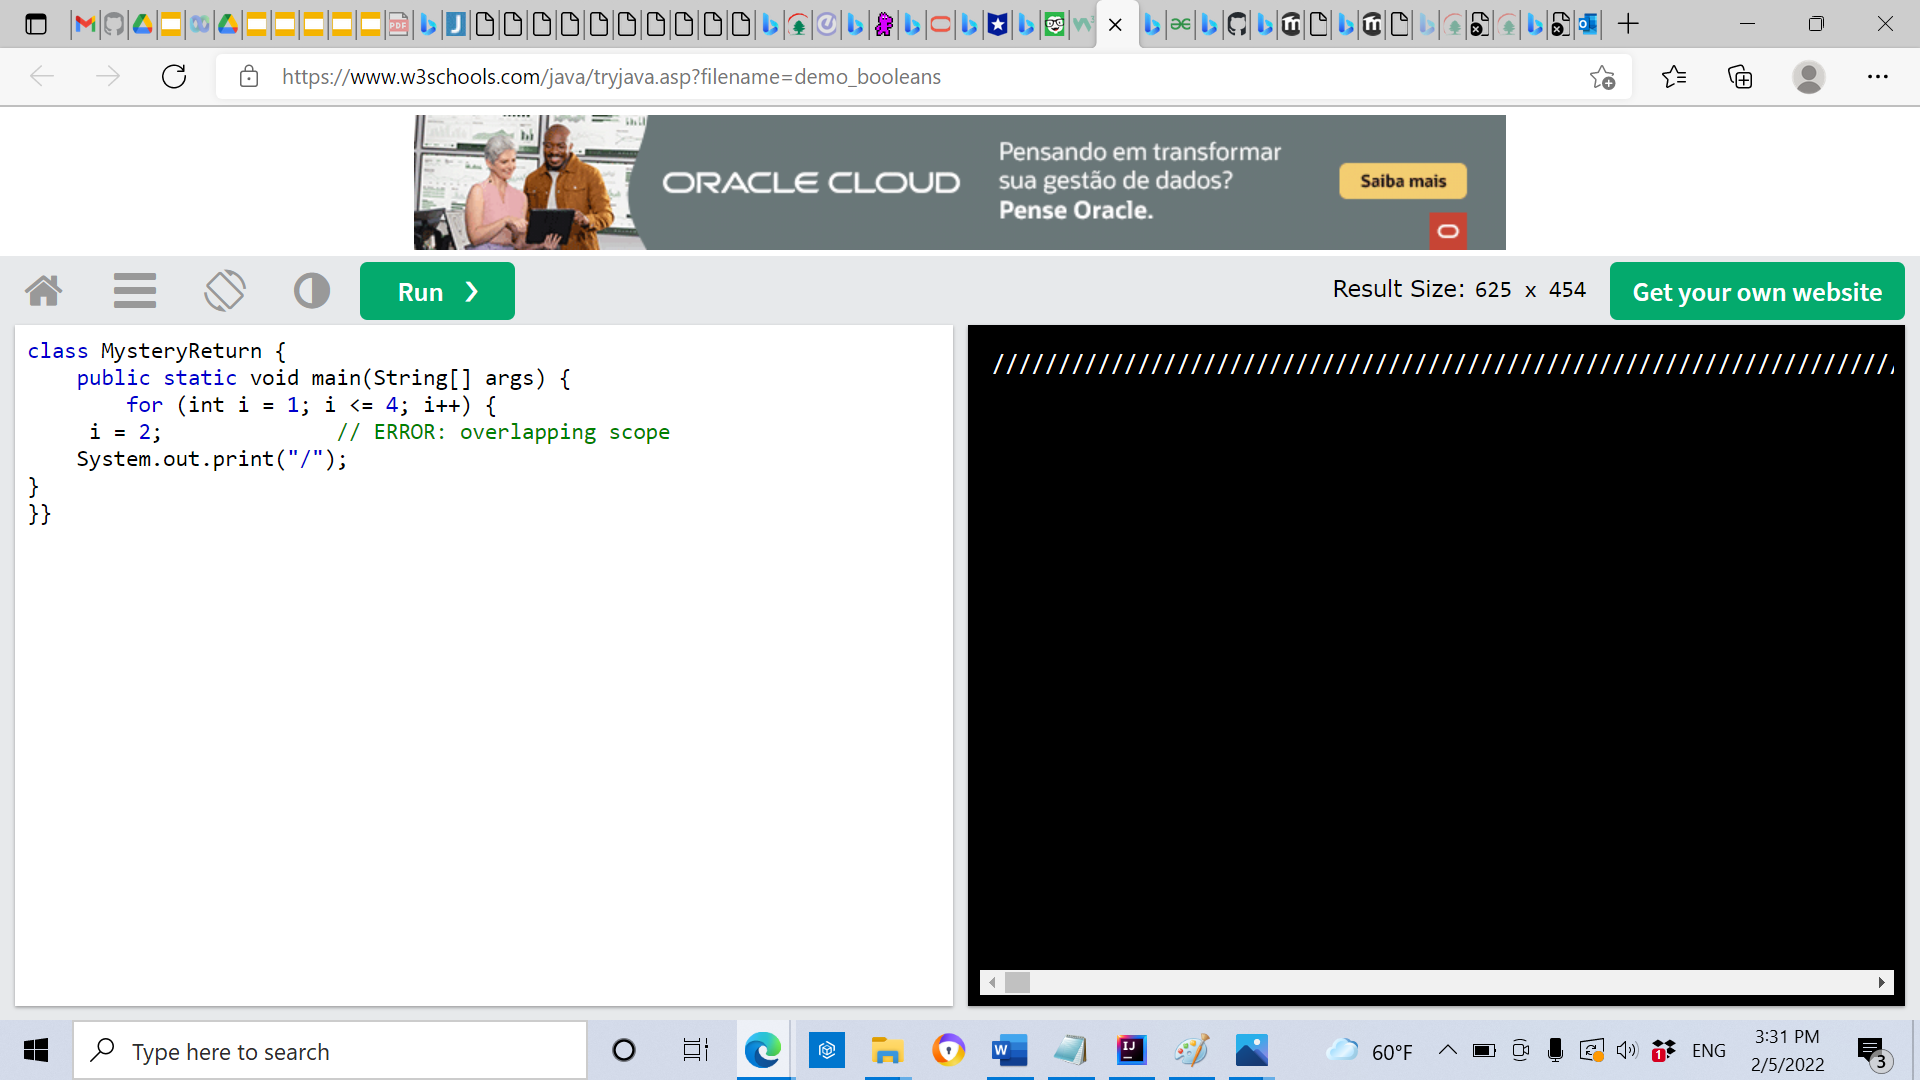 https://www.w3schools.com/java/tryjava.asp?filename=demo_booleans
ORACLE CLOUD
Pensando em transformar
sua gestão de dados?
Pense Oracle.
Saiba mais
Run ❯
Result Size: 625 x 454
Get your own website
class MysteryReturn {
public static void main(String[] args) {
for (int i = 1; i <= 4; i++) {
i = 2; // ERROR: overlapping scope
System.out.print("/");
}
}}
/////////////////////////////////////////////////////////////////////
Type here to search
60°F
ENG
3:31 PM
2/5/2022
3